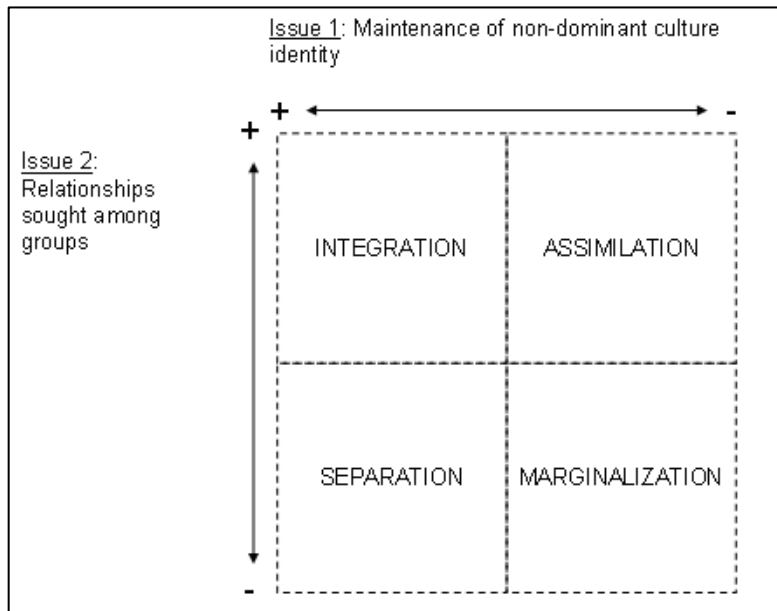 Issue 1: Maintenance of non-dominant culture
identity
+
-
+
Issue 2:
Relationships
sought among
groups
INTEGRATION
ASSIMILATION
SEPARATION
MARGINALIZATION
-